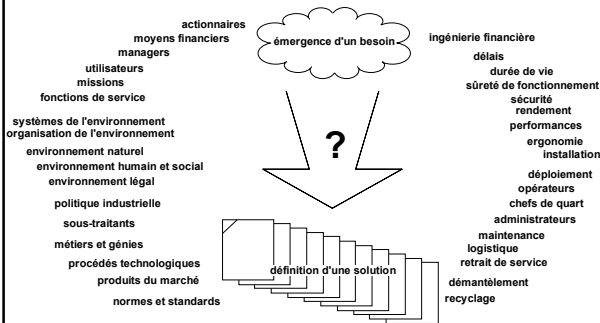 actionnaires
moyens financiers
managers
utilisateurs
missions
fonctions de service
systèmes de l'environnement
organisation de l'environnement
environnement naturel
environnement humain et social
environnement légal
politique industrielle
sous-traitants
métiers et génies
procédés technologiques
produits du marché
normes et standards
émergence d'un besoin
?
définition d'une solution
ingénierie financière
délais
durée de vie
sûreté de fonctionnement
sécurité
rendement
performances
ergonomie
installation
déploiement
opérateurs
chefs de quart
administrateurs
maintenance
logistique
retrait de service
démantèlement
recyclage